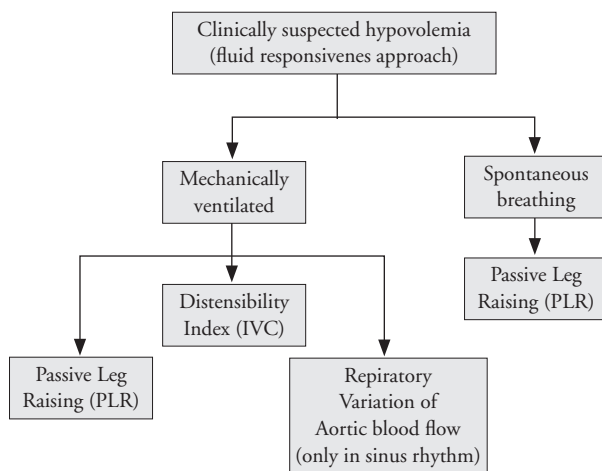 Clinically suspected hypovolemia
(fluid responsivenes approach)
Mechanically
ventilated
Spontaneous
breathing
Passive Leg
Raising (PLR)
Distensibility
Index (IVC)
Passive Leg
Raising (PLR)
Repiratory
Variation of
Aortic blood flow
(only in sinus rhythm)